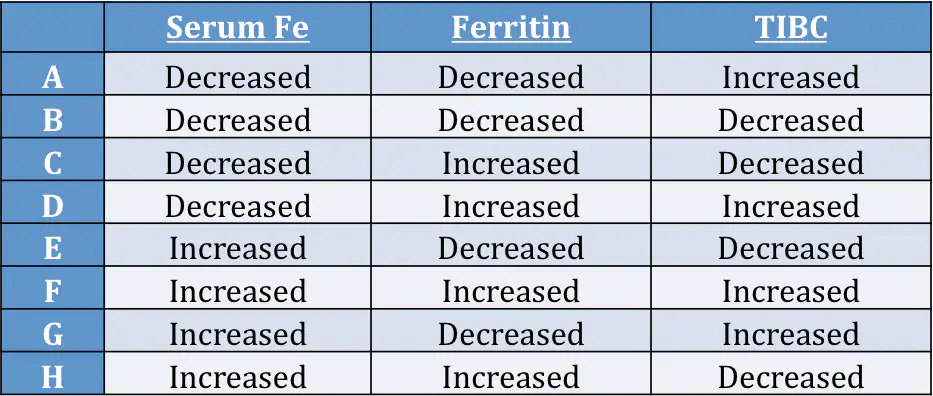 Serum Fe Ferritin TIBC
A Decreased Decreased Increased
B Decreased Decreased Decreased
C Decreased Increased Decreased
D Decreased Increased Increased
E Increased Decreased Decreased
F Increased Increased Increased
G Increased Decreased Increased
H Increased Increased Decreased